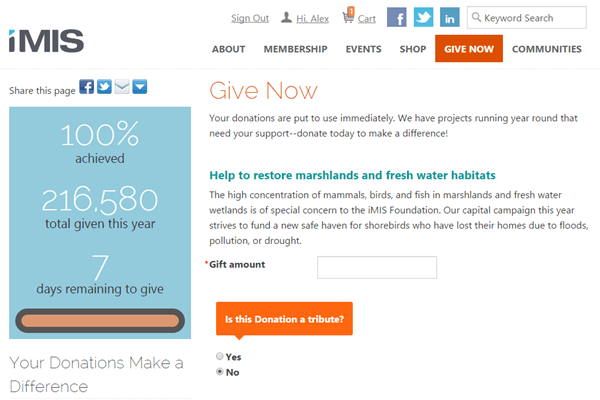 Sign Out Hi, Alex 1 Cart Keyword Search
iMIS
ABOUT MEMBERSHIP EVENTS SHOP GIVE NOW COMMUNITIES
Share this page
100%
achieved
216,580
total given this year
7
days remaining to give
Your Donations Make a
Difference
Give Now
Your donations are put to use immediately. We have projects running year round that
need your support--donate today to make a difference!
Help to restore marshlands and fresh water habitats
The high concentration of mammals, birds, and fish in marshlands and fresh water
wetlands is of special concern to the iMIS Foundation. Our capital campaign this year
strives to fund a new safe haven for shorebirds who have lost their homes due to floods,
pollution, or drought.
*Gift amount
Is this Donation a tribute?
Yes
No